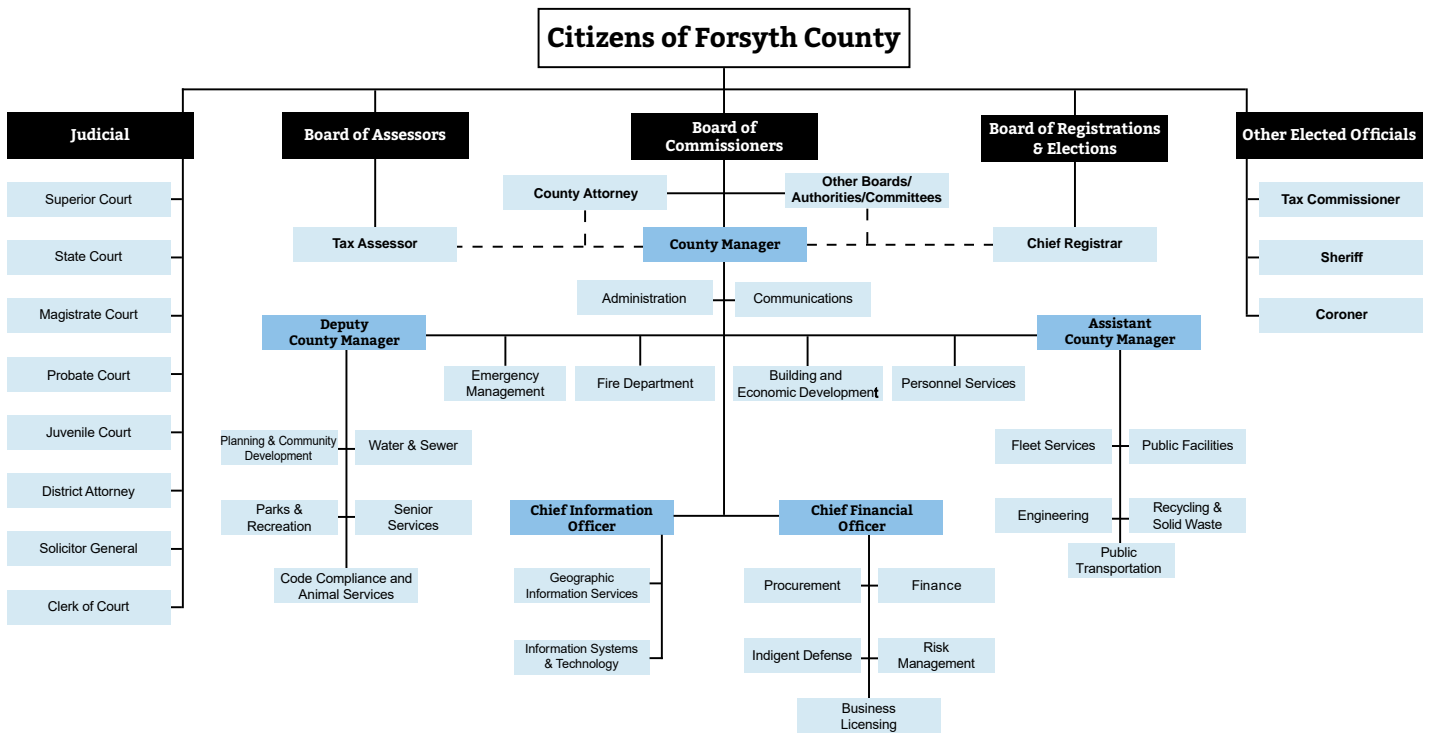 Citizens of Forsyth County
Judicial
Board of Assessors
Board of
Commissioners
Board of Registrations
& Elections
Other Elected Officials
Superior Court
State Court
Magistrate Court
Probate Court
Juvenile Court
District Attorney
Solicitor General
Clerk of Court
County Attorney
Other Boards/
Authorities/Committees
Tax Assessor
County Manager
Chief Registrar
Tax Commissioner
Sheriff
Coroner
Administration
Communications
Deputy
County Manager
Assistant
County Manager
Emergency
Management
Fire Department
Building and
Economic Development
Personnel Services
Planning & Community
Development
Water & Sewer
Parks &
Recreation
Senior
Services
Code Compliance and
Animal Services
Chief Information
Officer
Chief Financial
Officer
Geographic
Information Services
Information Systems
& Technology
Procurement
Finance
Indigent Defense
Risk
Management
Business
Licensing
Fleet Services
Public Facilities
Engineering
Recycling &
Solid Waste
Public
Transportation